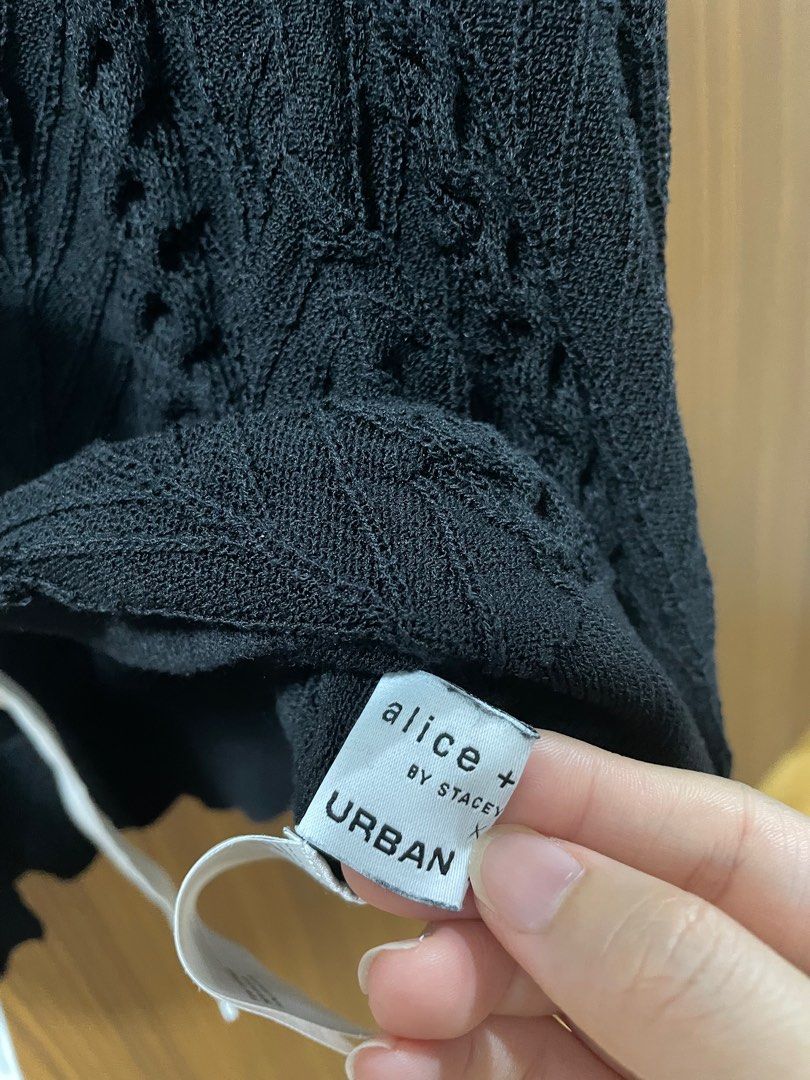 alice +
BY STACEY
X
URBAN